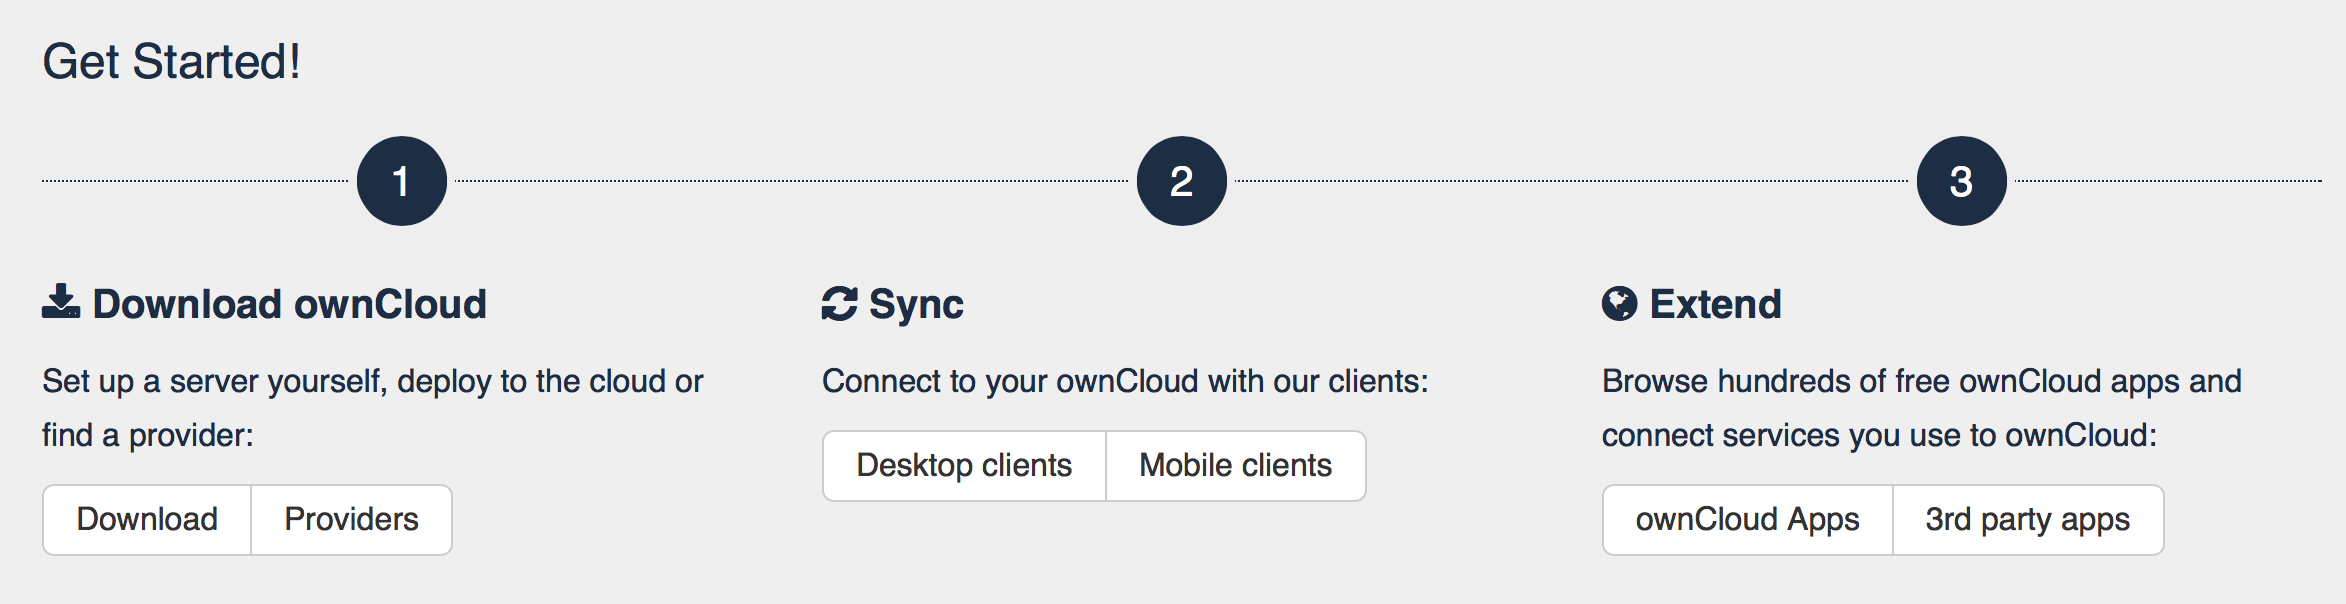 Get Started!
1
2
3
Download ownCloud
Set up a server yourself, deploy to the cloud or
find a provider:
Download
Providers
Sync
Connect to your ownCloud with our clients:
Desktop clients
Mobile clients
Extend
Browse hundreds of free ownCloud apps and
connect services you use to ownCloud:
ownCloud Apps
3rd party apps